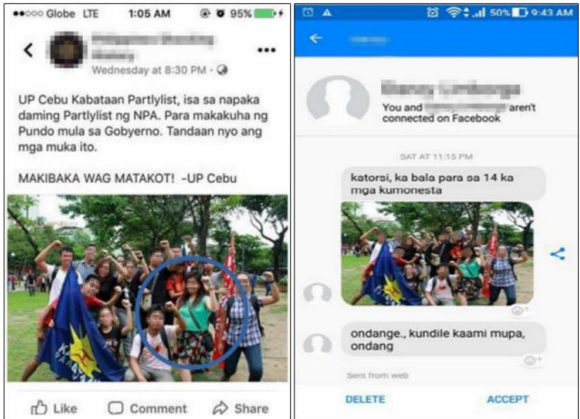 Globe LTE 1:05 AM 95%
Wednesday at 8:30 PM
UP Cebu Kabataan Partlylist, isa sa napaka
daming Partlylist ng NPA. Para makakuha ng
Pundo mula sa Gobyerno. Tandaan nyo ang
mga muka ito.
MAKIBAKA WAG MATAKOT! -UP Cebu
Like Comment Share
50% 9:43 AM
You and aren't
connected on Facebook
SAT AT 11:15 PM
katorsi, ka bala para sa 14 ka
mga kumonesta
ondange., kundile kaami mupa,
ondang
Sent from web
DELETE ACCEPT